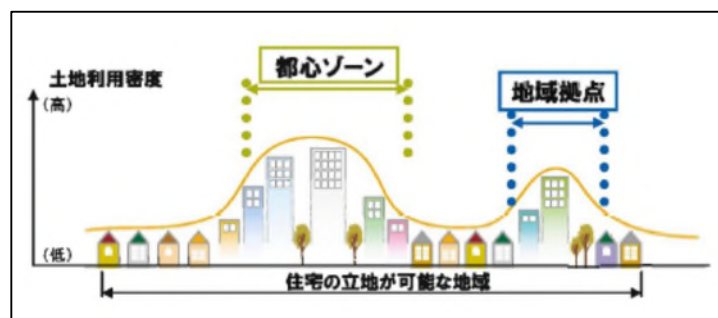 都心ゾーン
土地利用密度
(高)
地域拠点
(低)
住宅の立地が可能な地域